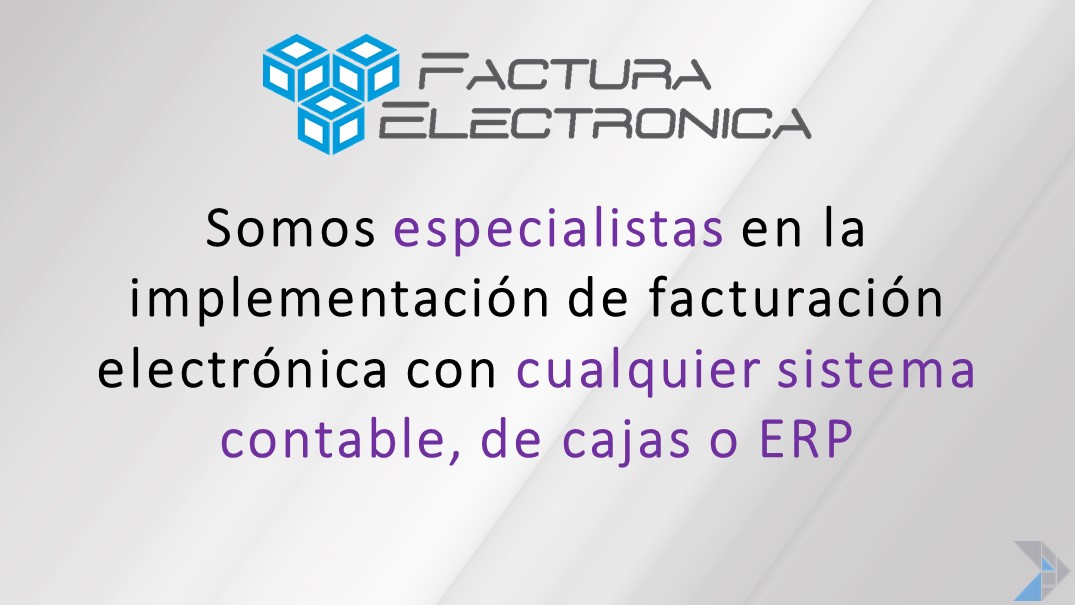 FACTURA
ELECTRONICA
Somos especialistas en la
implementación de facturación
electrónica con cualquier sistema
contable, de cajas o ERP